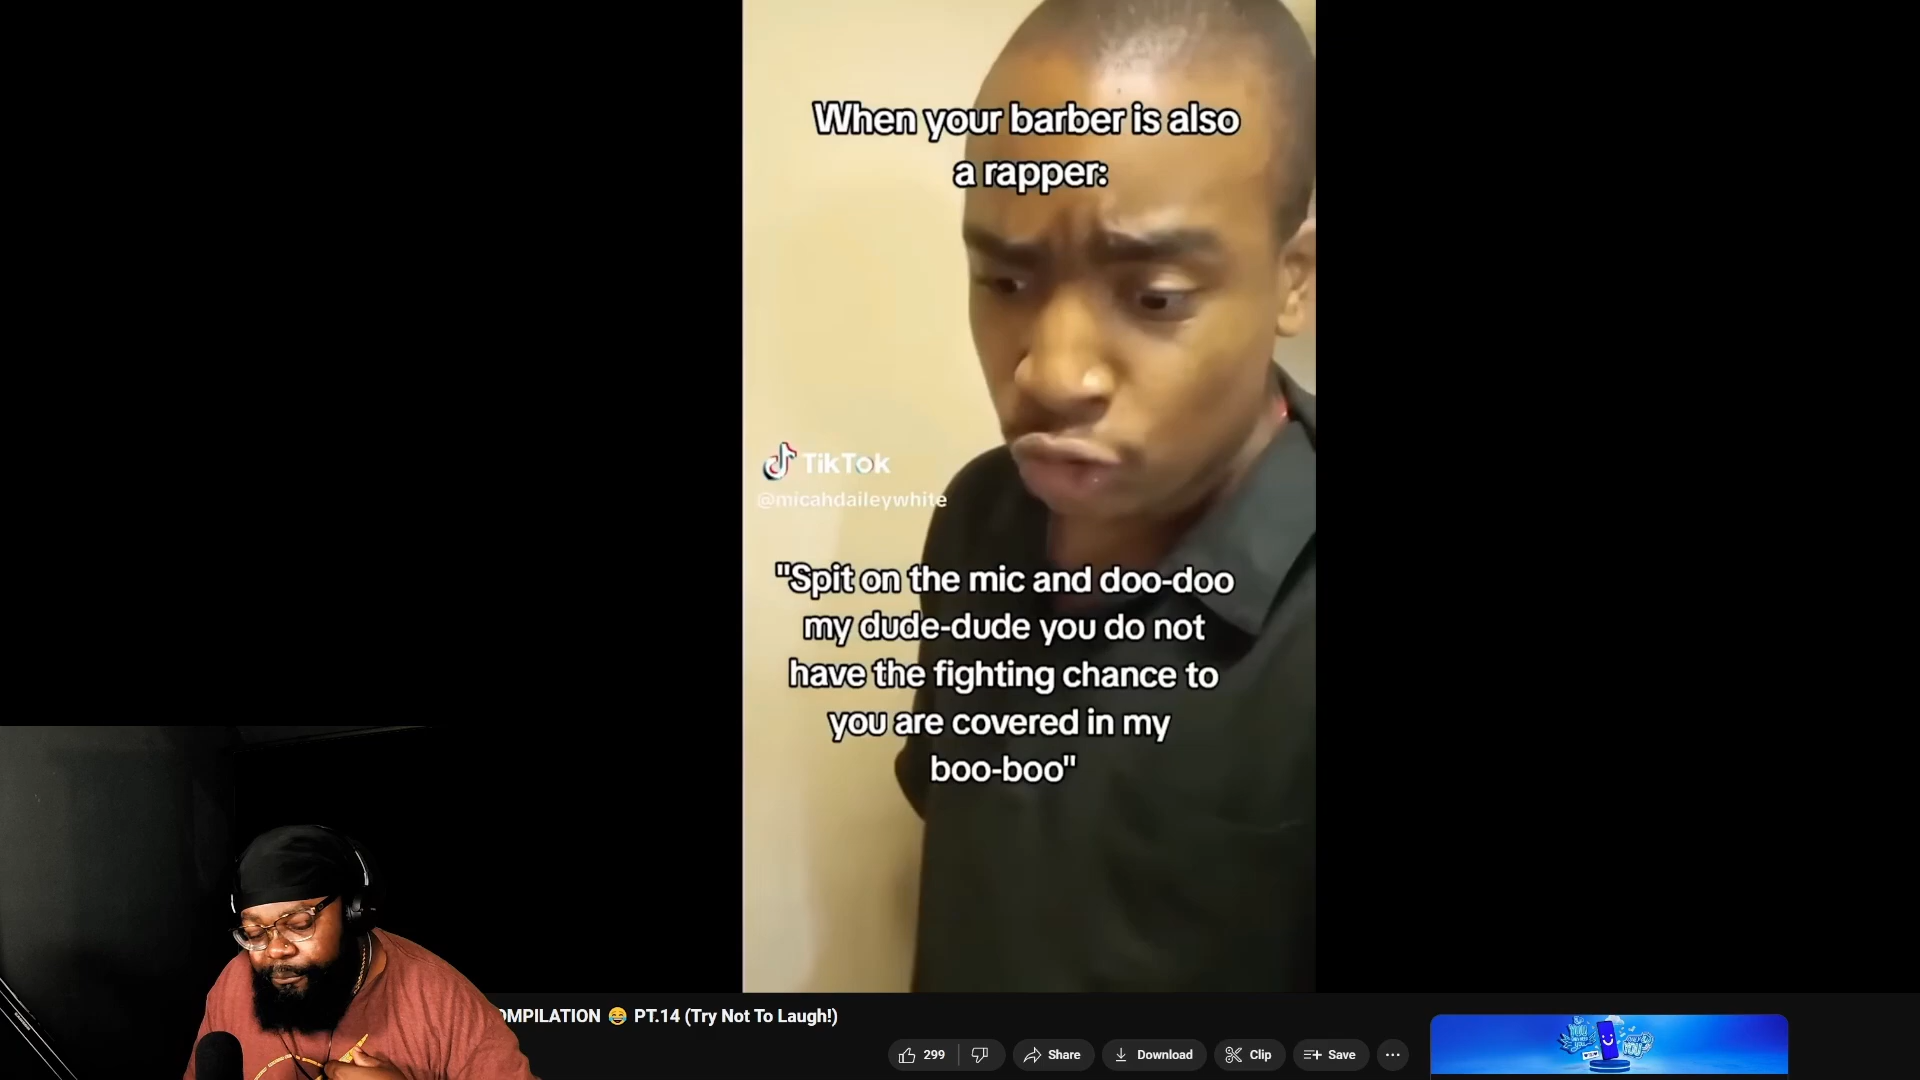 When your barber is also
a rapper:
TikTok
@micahdaileywhite
"Spit on the mic and doo-doo
my dude-dude you do not
have the fighting chance to
you are covered in my
boo-boo"
OMPILATION 😂 PT.14 (Try Not To Laugh!)
299
Share
Download
Clip
Save